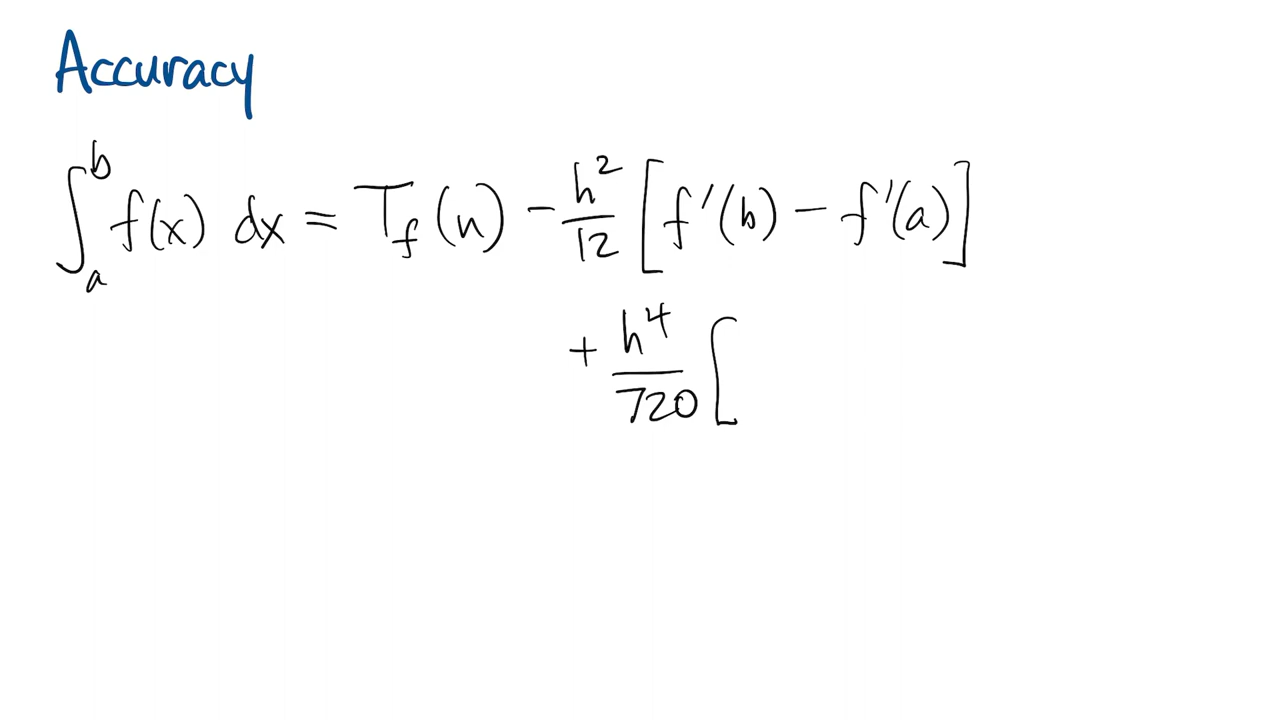 Accuracy
∫_a^b f(x) dx = T_f(n) − h²/12 [f'(b) − f'(a)]
+ h⁴/720 [